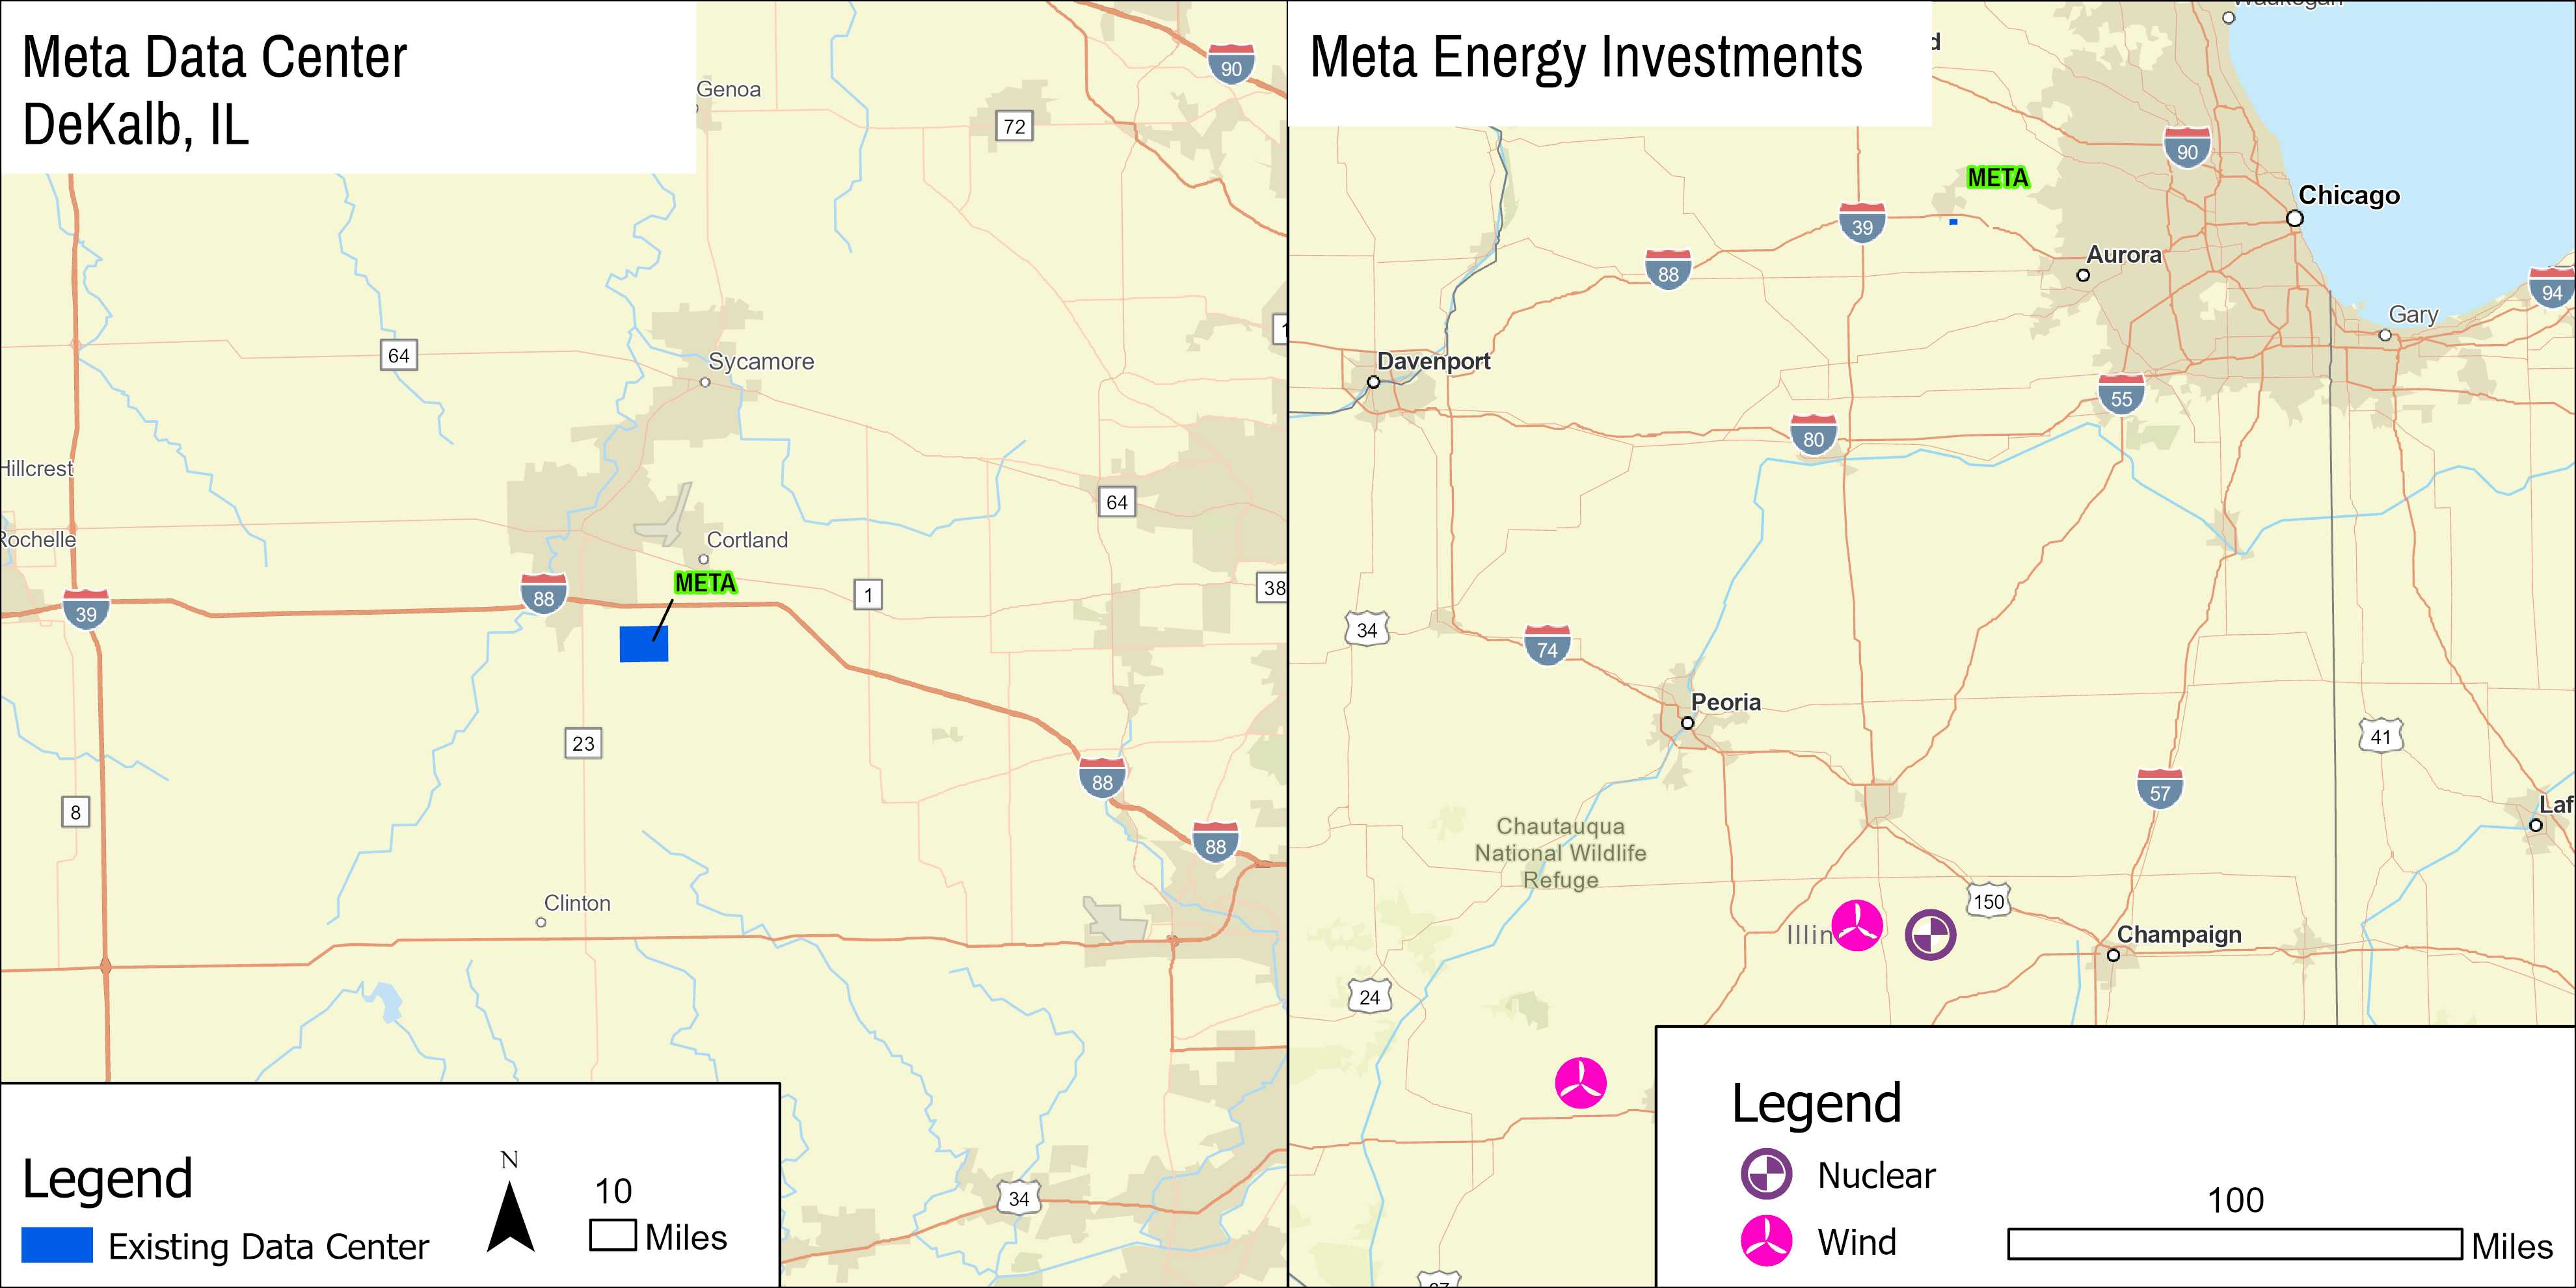 Meta Data Center
DeKalb, IL
Genoa
90
72
64
Sycamore
Hillcrest
64
Rochelle
Cortland
META
88
1
38
39
23
88
8
88
Clinton
34
Legend
Existing Data Center
N
10
Miles
Meta Energy Investments
Waukegan
d
90
META
Chicago
39
Aurora
88
94
Gary
Davenport
55
80
34
74
Peoria
41
57
Laf
Chautauqua
National Wildlife
Refuge
150
Illin
Champaign
24
Legend
Nuclear
Wind
100
Miles